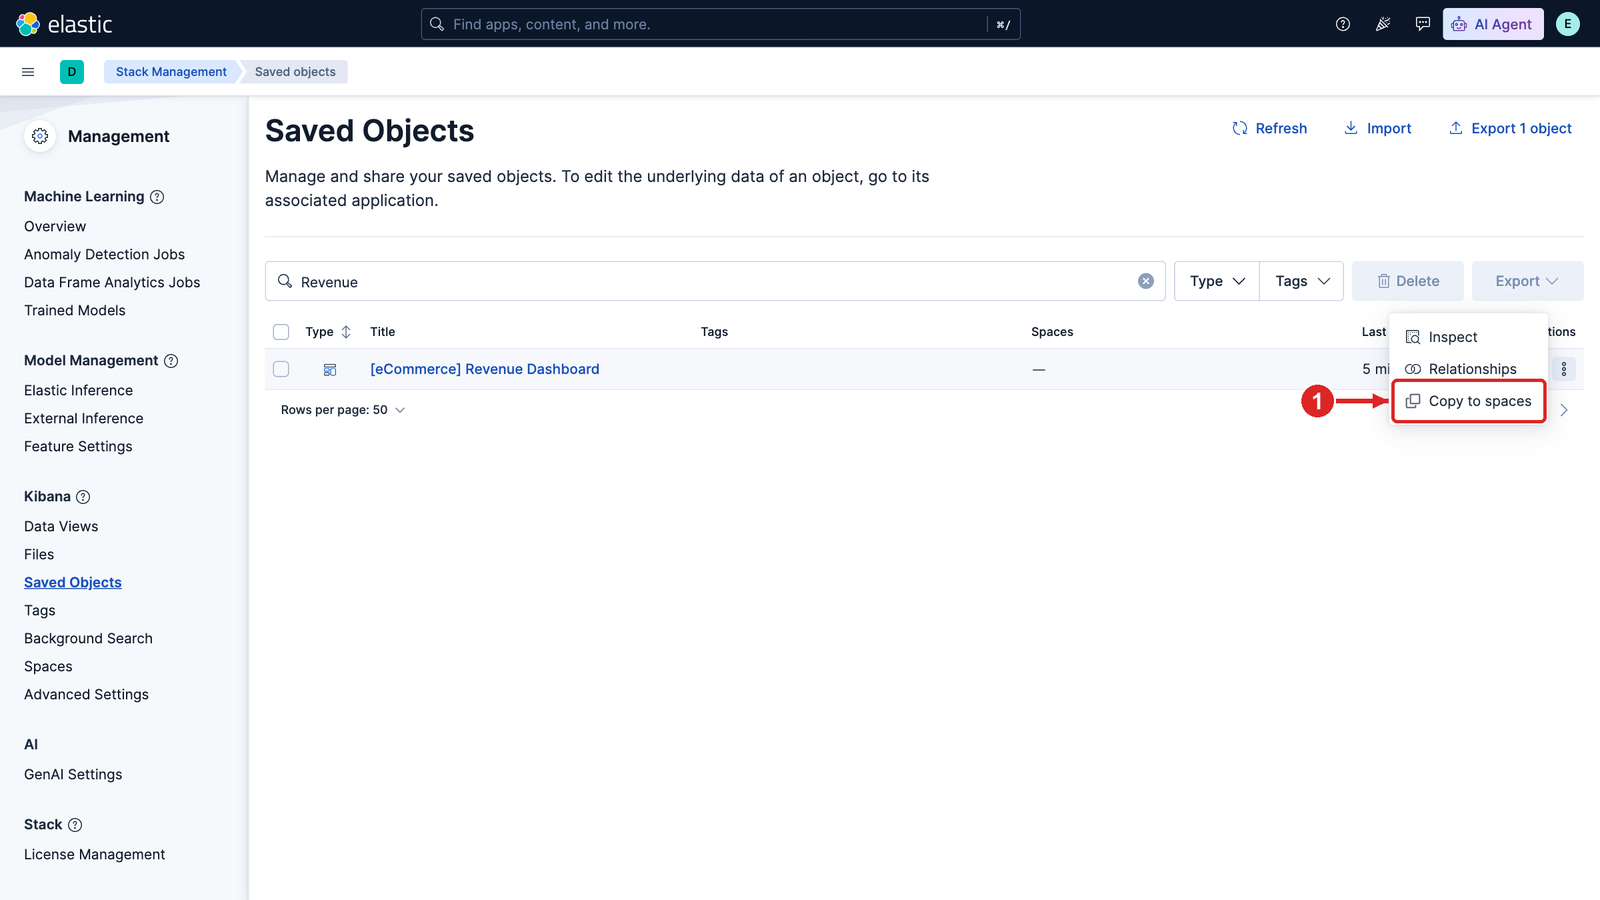 elastic
Find apps, content, and more.
⌘/
AI Agent
E
D
Stack Management
Saved objects
Management
Machine Learning
Overview
Anomaly Detection Jobs
Data Frame Analytics Jobs
Trained Models
Model Management
Elastic Inference
External Inference
Feature Settings
Kibana
Data Views
Files
Saved Objects
Tags
Background Search
Spaces
Advanced Settings
AI
GenAI Settings
Stack
License Management
Saved Objects
Refresh
Import
Export 1 object
Manage and share your saved objects. To edit the underlying data of an object, go to its
associated application.
Revenue
Type
Tags
Delete
Export
Type
Title
Tags
Spaces
Last
tions
[eCommerce] Revenue Dashboard
—
5 mi
Rows per page: 50
Inspect
Relationships
1
Copy to spaces